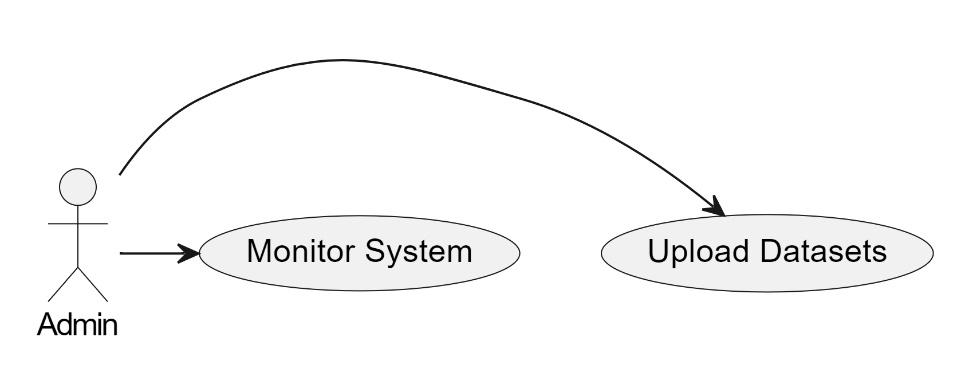 Monitor System
Upload Datasets
Admin